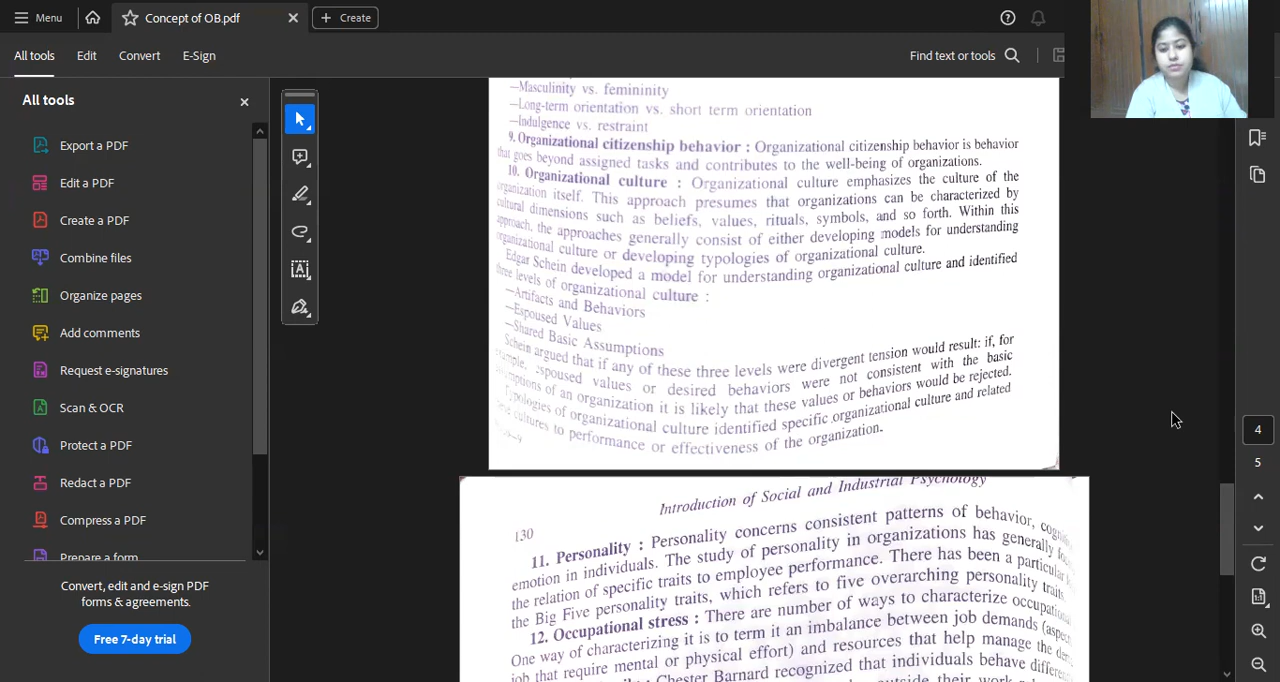 Menu
Concept of OB.pdf
Create
All tools
Edit
Convert
E-Sign
Find text or tools
All tools
Export a PDF
Edit a PDF
Create a PDF
Combine files
Organize pages
Add comments
Request e-signatures
Scan & OCR
Protect a PDF
Redact a PDF
Compress a PDF
Prepare a form
Convert, edit and e-sign PDF
forms & agreements.
Free 7-day trial
—Masculinity vs. femininity
—Long-term orientation vs. short term orientation
—Indulgence vs. restraint
9. Organizational citizenship behavior : Organizational citizenship behavior is behavior
that goes beyond assigned tasks and contributes to the well-being of organizations.
10. Organizational culture : Organizational culture emphasizes the culture of the
organization itself. This approach presumes that organizations can be characterized by
cultural dimensions such as beliefs, values, rituals, symbols, and so forth. Within this
approach, the approaches generally consist of either developing models for understanding
organizational culture or developing typologies of organizational culture.
Edgar Schein developed a model for understanding organizational culture and identified
three levels of organizational culture :
—Artifacts and Behaviors
—Espoused Values
—Shared Basic Assumptions
Schein argued that if any of these three levels were divergent tension would result: if, for
espoused values or desired behaviors were not consistent with the basic
of an organization it is likely that these values or behaviors would be rejected.
Typologies of organizational culture identified specific organizational culture and related
cultures to performance or effectiveness of the organization.
Introduction of Social and Industrial Psychology
130
11. Personality : Personality concerns consistent patterns of behavior,
emotion in individuals. The study of personality in organizations has generally
the relation of specific traits to employee performance. There has been a particular
the Big Five personality traits, which refers to five overarching personality traits
12. Occupational stress : There are number of ways to characterize
One way of characterizing it is to term it an imbalance between job demands
job that require mental or physical effort) and resources that help manage the
Chester Barnard recognized that individuals behave
outside their work
4
5